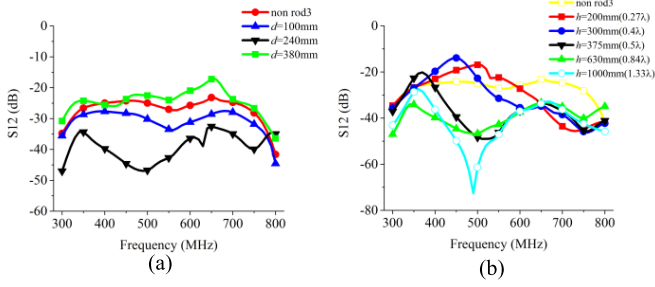 non rod3
d=100mm
d=240mm
d=380mm
0
-10
-20
-30
-40
-50
-60
S12 (dB)
300 400 500 600 700 800
Frequency (MHz)
(a)
non rod3
h=200mm(0.27λ)
h=300mm(0.4λ)
h=375mm(0.5λ)
h=630mm(0.84λ)
h=1000mm(1.33λ)
0
-20
-40
-60
-80
S12 (dB)
300 400 500 600 700 800
Frequency (MHz)
(b)